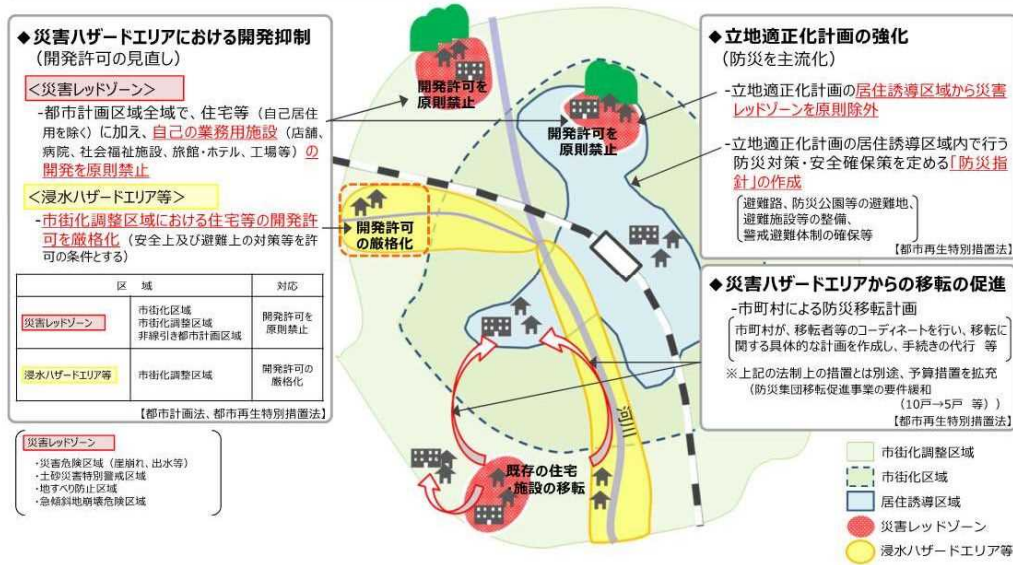 ◆災害ハザードエリアにおける開発抑制
（開発許可の見直し）
＜災害レッドゾーン＞
-都市計画区域全域で、住宅等（自己居住
用を除く）に加え、自己の業務用施設（店舗、
病院、社会福祉施設、旅館・ホテル、工場等）の
開発を原則禁止
＜浸水ハザードエリア等＞
-市街化調整区域における住宅等の開発許
可を厳格化（安全上及び避難上の対策等を許
可の条件とする）
区　域
対応
災害レッドゾーン
市街化区域
市街化調整区域
非線引き都市計画区域
開発許可を
原則禁止
浸水ハザードエリア等
市街化調整区域
開発許可の
厳格化
【都市計画法、都市再生特別措置法】
災害レッドゾーン
・災害危険区域（崖崩れ、出水等）
・土砂災害特別警戒区域
・地すべり防止区域
・急傾斜地崩壊危険区域
開発許可を
原則禁止
開発許可を
原則禁止
開発許可
の厳格化
河川
既存の住宅
・施設の移転
◆立地適正化計画の強化
（防災を主流化）
-立地適正化計画の居住誘導区域から災害
レッドゾーンを原則除外
-立地適正化計画の居住誘導区域内で行う
防災対策・安全確保策を定める「防災指
針」の作成
避難路、防災公園等の避難地、
避難施設等の整備、
警戒避難体制の確保等
【都市再生特別措置法】
◆災害ハザードエリアからの移転の促進
-市町村による防災移転計画
市町村が、移転者等のコーディネートを行い、移転に
関する具体的な計画を作成し、手続きの代行 等
※上記の法制上の措置とは別途、予算措置を拡充
（防災集団移転促進事業の要件緩和
（10戸→5戸 等））
【都市再生特別措置法】
市街化調整区域
市街化区域
居住誘導区域
災害レッドゾーン
浸水ハザードエリア等